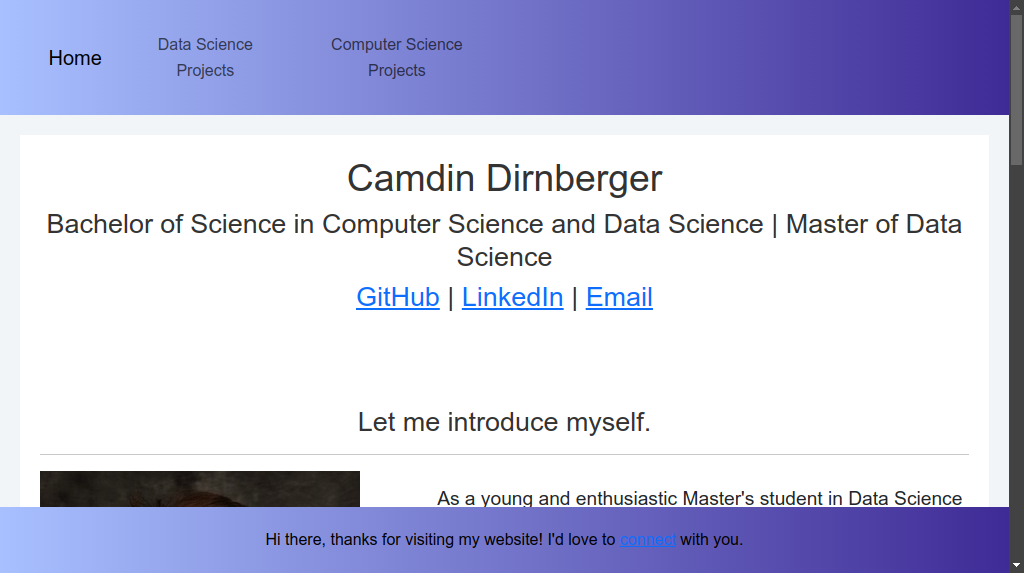 Home
Data Science
Projects
Computer Science
Projects
Camdin Dirnberger
Bachelor of Science in Computer Science and Data Science | Master of Data
Science
GitHub | LinkedIn | Email
Let me introduce myself.
As a young and enthusiastic Master's student in Data Science
Hi there, thanks for visiting my website! I'd love to connect with you.